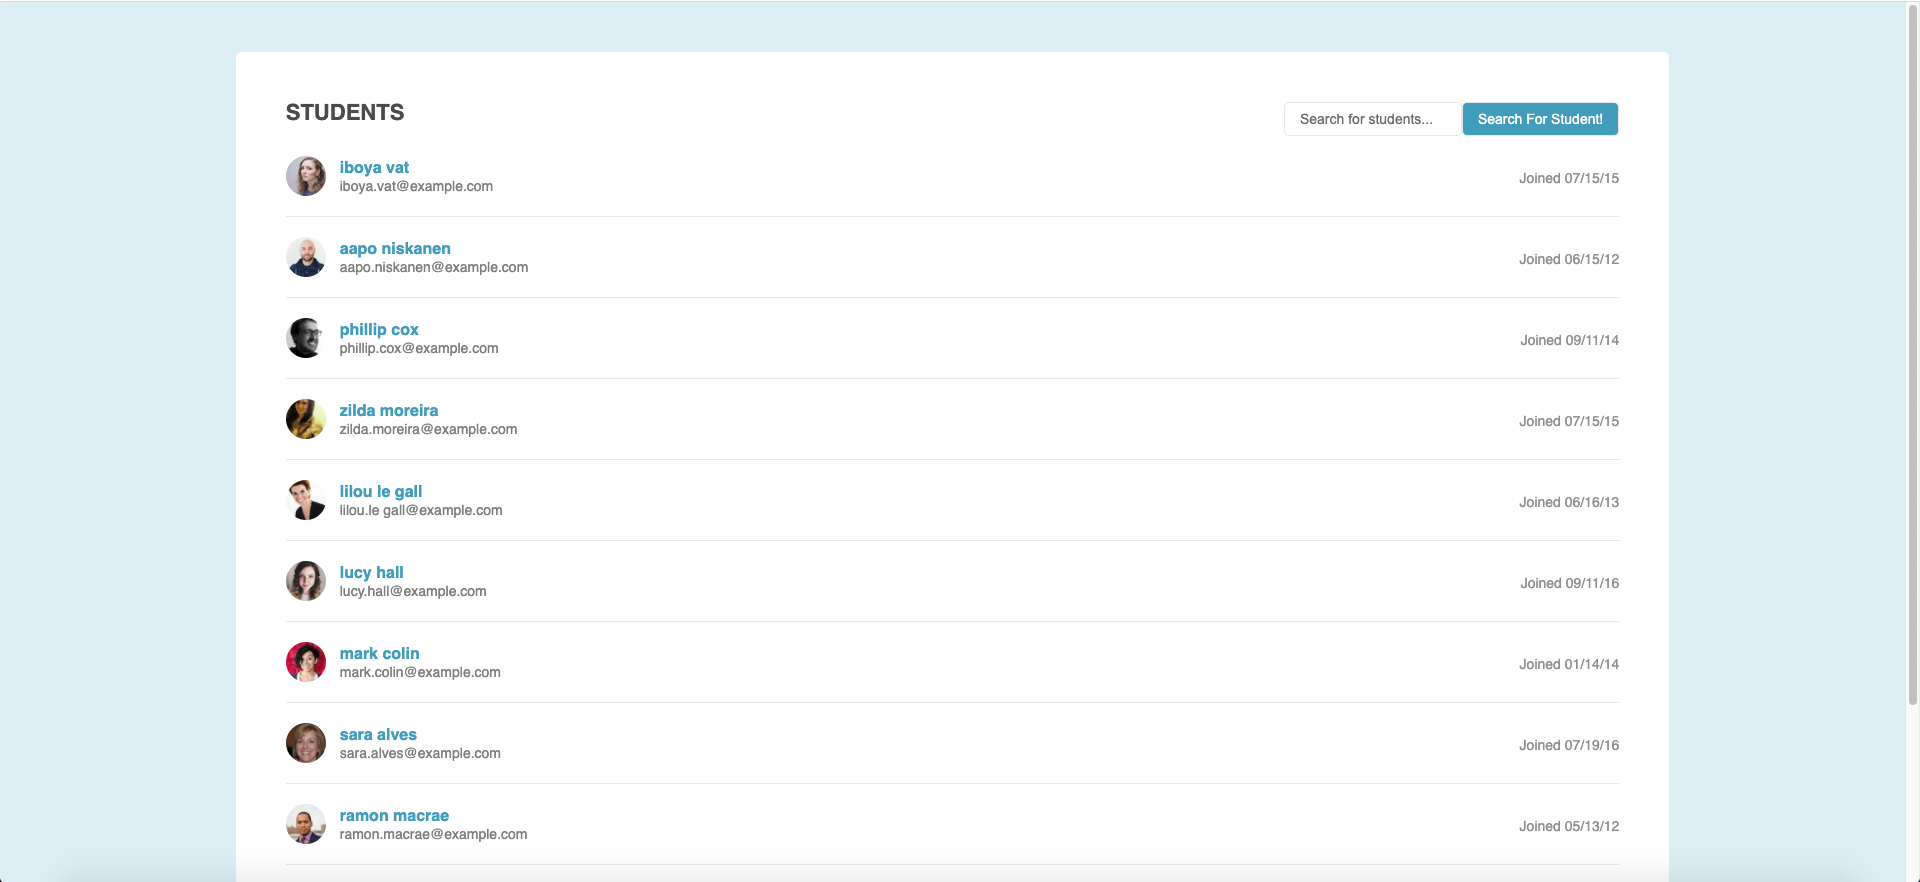 STUDENTS
Search for students... Search For Student!
iboya vat
iboya.vat@example.com
Joined 07/15/15
aapo niskanen
aapo.niskanen@example.com
Joined 06/15/12
phillip cox
phillip.cox@example.com
Joined 09/11/14
zilda moreira
zilda.moreira@example.com
Joined 07/15/15
lilou le gall
lilou.le gall@example.com
Joined 06/16/13
lucy hall
lucy.hall@example.com
Joined 09/11/16
mark colin
mark.colin@example.com
Joined 01/14/14
sara alves
sara.alves@example.com
Joined 07/19/16
ramon macrae
ramon.macrae@example.com
Joined 05/13/12